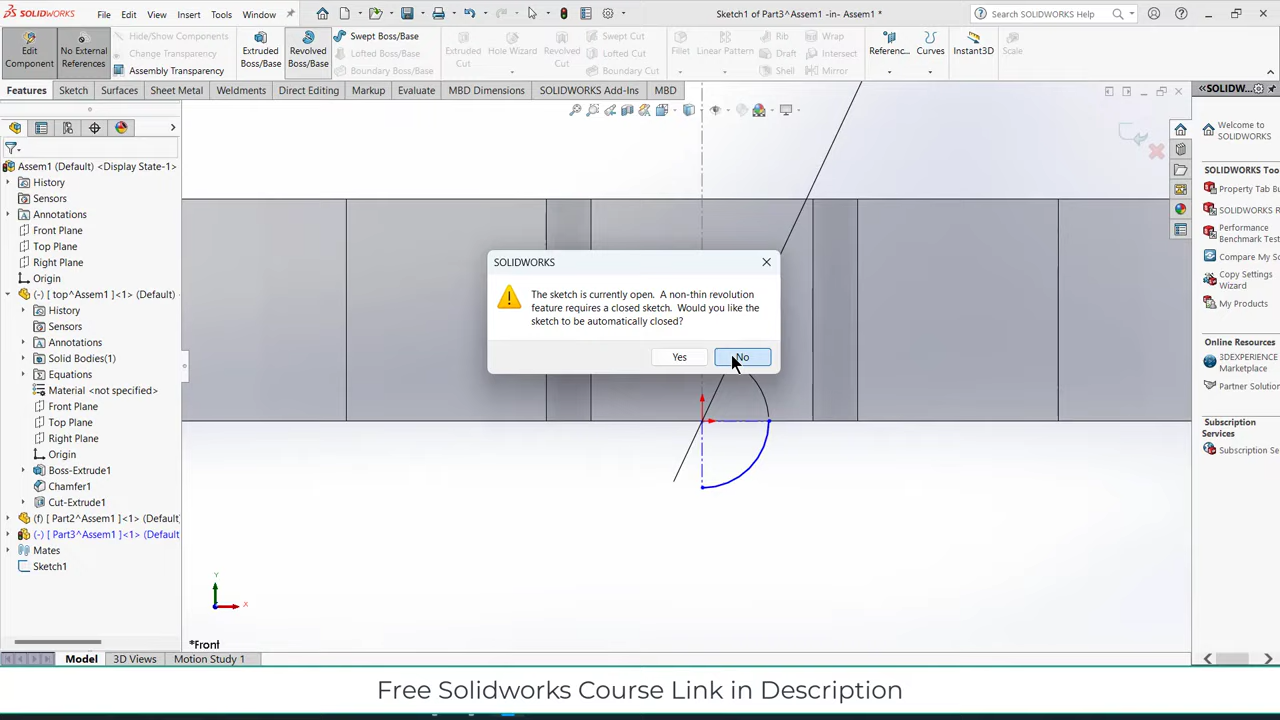 SOLIDWORKS File Edit View Insert Tools Window Sketch1 of Part3^Assem1 -in- Assem1 * Search SOLIDWORKS Help
Edit Component
No External References
Hide/Show Components
Change Transparency
Assembly Transparency
Extruded Boss/Base
Revolved Boss/Base
Swept Boss/Base
Lofted Boss/Base
Boundary Boss/Base
Extruded Cut
Hole Wizard
Revolved Cut
Swept Cut
Lofted Cut
Boundary Cut
Fillet
Linear Pattern
Rib
Draft
Shell
Wrap
Intersect
Mirror
Referenc...
Curves
Instant3D
Scale
Features Sketch Surfaces Sheet Metal Weldments Direct Editing Markup Evaluate MBD Dimensions SOLIDWORKS Add-Ins MBD
Assem1 (Default) <Display State-1>
History
Sensors
Annotations
Front Plane
Top Plane
Right Plane
Origin
(-) [ top^Assem1 ]<1> (Default)
History
Sensors
Annotations
Solid Bodies(1)
Equations
Material <not specified>
Front Plane
Top Plane
Right Plane
Origin
Boss-Extrude1
Chamfer1
Cut-Extrude1
(f) [ Part2^Assem1 ]<1> (Default
(-) [ Part3^Assem1 ]<1> (Default
Mates
Sketch1
SOLIDWORKS
The sketch is currently open. A non-thin revolution
feature requires a closed sketch. Would you like the
sketch to be automatically closed?
Yes No
Y
X
*Front
SOLIDW...
Welcome to
SOLIDWORKS
SOLIDWORKS Too
Property Tab Bu
SOLIDWORKS R
Performance
Benchmark Test
Compare My Sc
Copy Settings
Wizard
My Products
Online Resources
3DEXPERIENCE
Marketplace
Partner Solution
Subscription
Services
Subscription Se
Model 3D Views Motion Study 1
Free Solidworks Course Link in Description